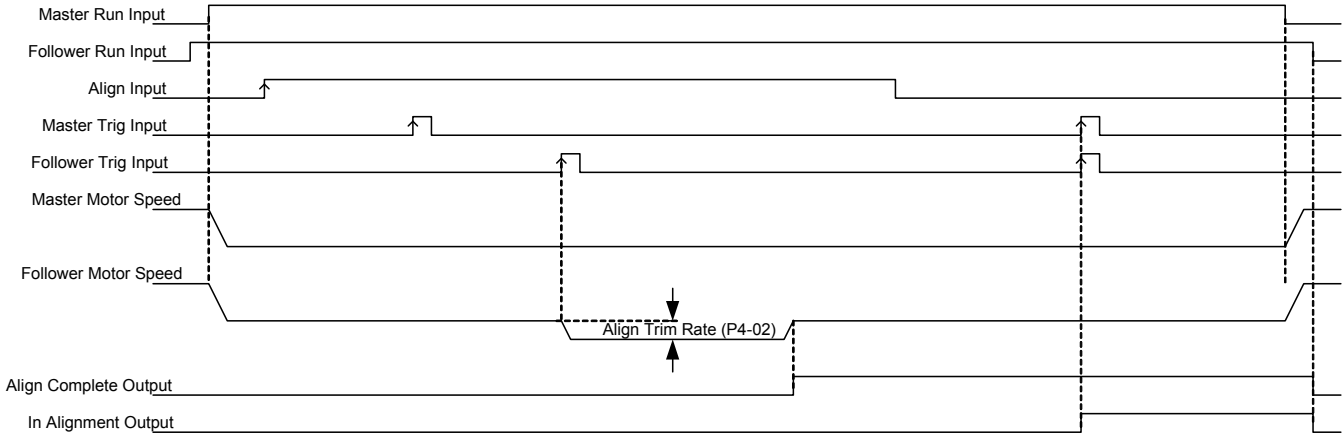 Master Run Input
Follower Run Input
Align Input
Master Trig Input
Follower Trig Input
Master Motor Speed
Follower Motor Speed
Align Trim Rate (P4-02)
Align Complete Output
In Alignment Output